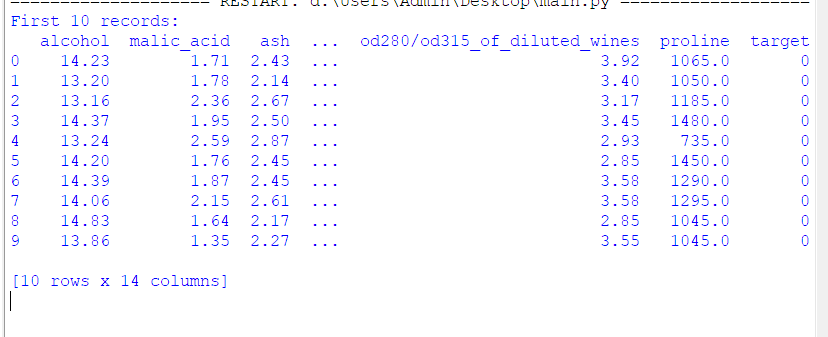 ==================== RESTART: d:\Users\Admin\Desktop\main.py ===================
First 10 records:
   alcohol  malic_acid   ash  ...  od280/od315_of_diluted_wines  proline  target
0    14.23        1.71  2.43  ...                          3.92   1065.0       0
1    13.20        1.78  2.14  ...                          3.40   1050.0       0
2    13.16        2.36  2.67  ...                          3.17   1185.0       0
3    14.37        1.95  2.50  ...                          3.45   1480.0       0
4    13.24        2.59  2.87  ...                          2.93    735.0       0
5    14.20        1.76  2.45  ...                          2.85   1450.0       0
6    14.39        1.87  2.45  ...                          3.58   1290.0       0
7    14.06        2.15  2.61  ...                          3.58   1295.0       0
8    14.83        1.64  2.17  ...                          2.85   1045.0       0
9    13.86        1.35  2.27  ...                          3.55   1045.0       0
[10 rows x 14 columns]